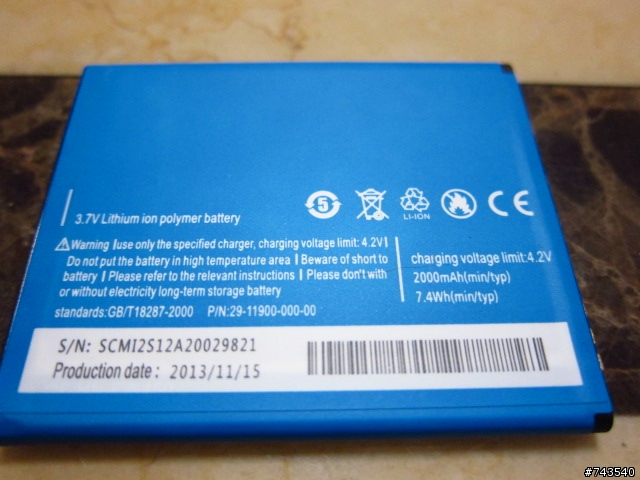 5
LI-ION
CE
3.7V Lithium ion polymer battery
Warning |use only the specified charger, charging voltage limit: 4.2V|
Do not put the battery in high temperature area | Beware of short to
battery | Please refer to the relevant instructions | Please don't with
or without electricity long-term storage battery
charging voltage limit:4.2V
2000mAh(min/typ)
7.4Wh(min/typ)
standards:GB/T18287-2000 P/N:29-11900-000-00
S/N: SCMI2S12A20029821
Production date : 2013/11/15
#743540